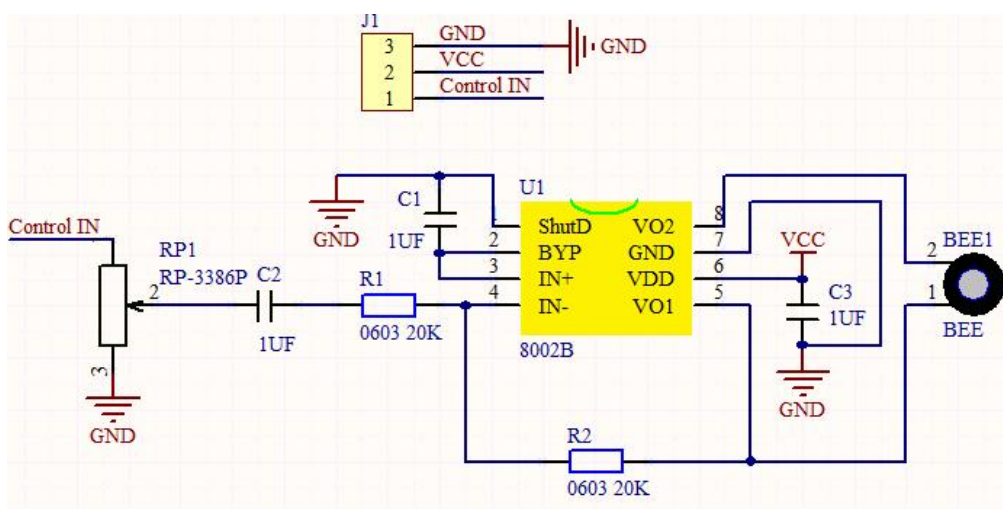 J1
3 GND
GND
2 VCC
1 Control IN
U1
C1
1UF
GND
1 ShutD
2 BYP
3 IN+
4 IN-
VO2 8
GND 7
VDD 6
VO1 5
8002B
VCC
C3
1UF
GND
BEE1
2
1
BEE
Control IN
RP1
RP-3386P
2
3
GND
C2
1UF
R1
0603 20K
R2
0603 20K